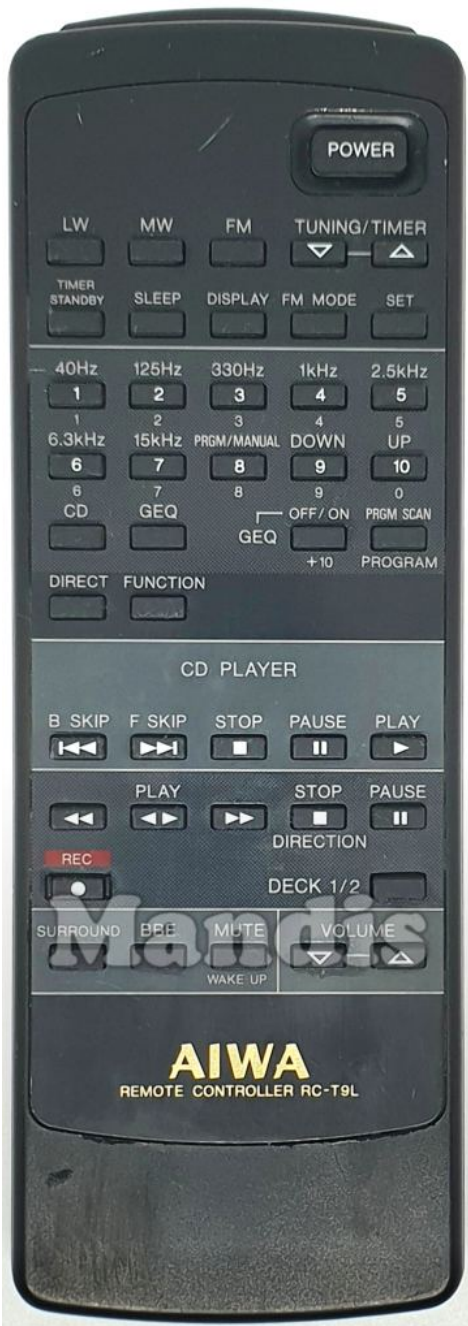 POWER
LW MW FM TUNING/TIMER
TIMER STANDBY SLEEP DISPLAY FM MODE SET
40Hz 125Hz 330Hz 1kHz 2.5kHz
1 2 3 4 5
1 2 3 4 5
6.3kHz 15kHz PRGM/MANUAL DOWN UP
6 7 8 9 10
6 7 8 9 0
CD GEQ GEQ OFF/ON PRGM SCAN
+10 PROGRAM
DIRECT FUNCTION
CD PLAYER
B SKIP F SKIP STOP PAUSE PLAY
PLAY STOP PAUSE
DIRECTION
REC
DECK 1/2
Mandis
SURROUND BBE MUTE VOLUME
WAKE UP
AIWA
REMOTE CONTROLLER RC-T9L